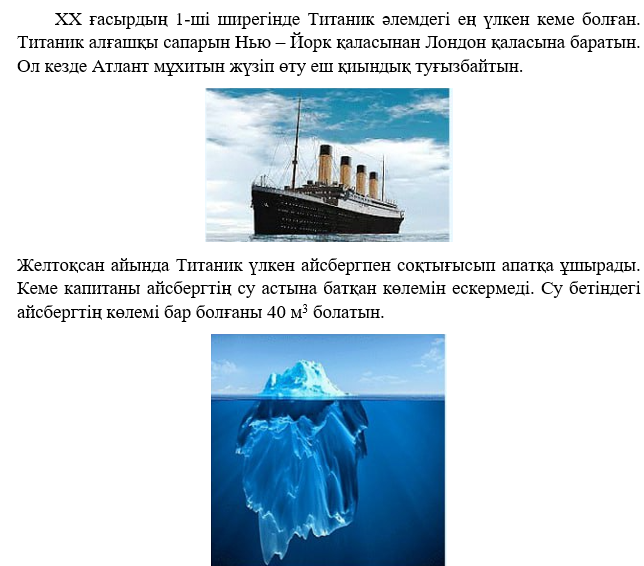 XX ғасырдың 1-ші ширегінде Титаник әлемдегі ең үлкен кеме болған.
Титаник алғашқы сапарын Нью – Йорк қаласынан Лондон қаласына баратын.
Ол кезде Атлант мұхитын жүзіп өту еш қиындық туғызбайтын.
Желтоқсан айында Титаник үлкен айсбергпен соқтығысып апатқа ұшырады.
Кеме капитаны айсбергтің су астына батқан көлемін ескермеді. Су бетіндегі
айсбергтің көлемі бар болғаны 40 м³ болатын.